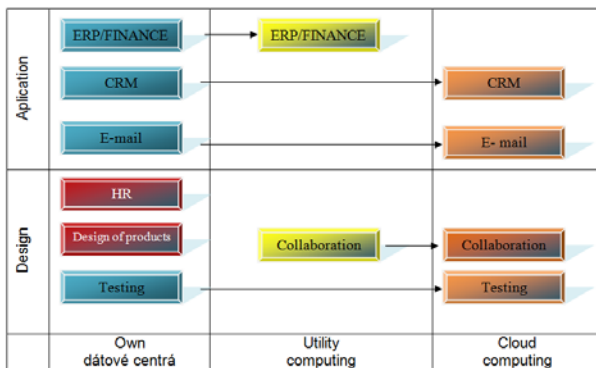 Aplication
ERP/FINANCE
ERP/FINANCE
CRM
CRM
E-mail
E- mail
Design
HR
Design of products
Collaboration
Collaboration
Testing
Testing
Own
dátové centrá
Utility
computing
Cloud
computing